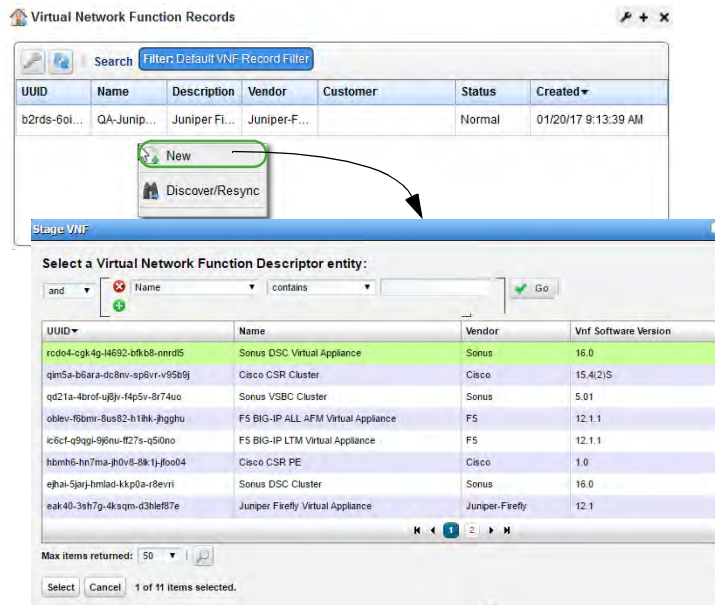 Virtual Network Function Records
Search Filter: Default VNF Record Filter
UUID Name Description Vendor Customer Status Created
b2rds-6oi... QA-Junip... Juniper Fi... Juniper-F... Normal 01/20/17 9:13:39 AM
New
Discover/Resync
Stage VNF
Select a Virtual Network Function Descriptor entity:
and Name contains Go
UUID Name Vendor Vnf Software Version
rcdo4-cgk4g-l4692-bfkb8-nnrdl5 Sonus DSC Virtual Appliance Sonus 16.0
qim5a-b6ara-dc8nv-sp6vr-v95b9j Cisco CSR Cluster Cisco 15.4(2)S
qd21a-4brof-uj8jv-f4p5v-8r74uo Sonus VSBC Cluster Sonus 5.01
oblev-f6bmr-8us82-h1ihk-jhgghu F5 BIG-IP ALL AFM Virtual Appliance F5 12.1.1
ic6cf-q9qgi-9j6nu-ff27s-q5i0no F5 BIG-IP LTM Virtual Appliance F5 12.1.1
hbmh6-hn7ma-jh0v8-8lk1j-jfoo04 Cisco CSR PE Cisco 1.0
ejhai-5jarj-hmlad-kkp0a-r8evri Sonus DSC Cluster Sonus 16.0
eak40-3sh7g-4ksqm-d3hlef87e Juniper Firefly Virtual Appliance Juniper-Firefly 12.1
1 2
Max items returned: 50
Select Cancel 1 of 11 items selected.